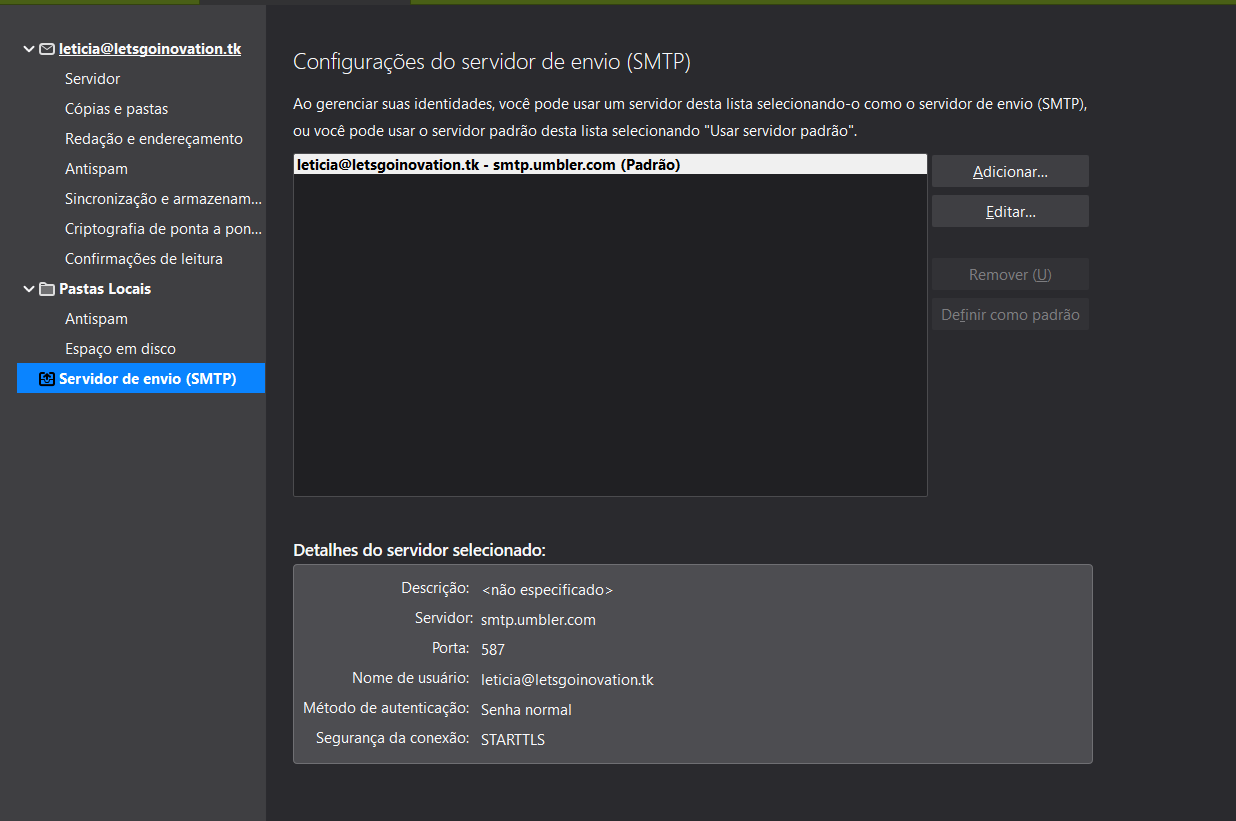 leticia@letsgoinovation.tk
Servidor
Cópias e pastas
Redação e endereçamento
Antispam
Sincronização e armazenam...
Criptografia de ponta a pon...
Confirmações de leitura
Pastas Locais
Antispam
Espaço em disco
Servidor de envio (SMTP)
Configurações do servidor de envio (SMTP)
Ao gerenciar suas identidades, você pode usar um servidor desta lista selecionando-o como o servidor de envio (SMTP),
ou você pode usar o servidor padrão desta lista selecionando "Usar servidor padrão".
leticia@letsgoinovation.tk - smtp.umbler.com (Padrão)
Adicionar...
Editar...
Remover (U)
Definir como padrão
Detalhes do servidor selecionado:
Descrição: <não especificado>
Servidor: smtp.umbler.com
Porta: 587
Nome de usuário: leticia@letsgoinovation.tk
Método de autenticação: Senha normal
Segurança da conexão: STARTTLS